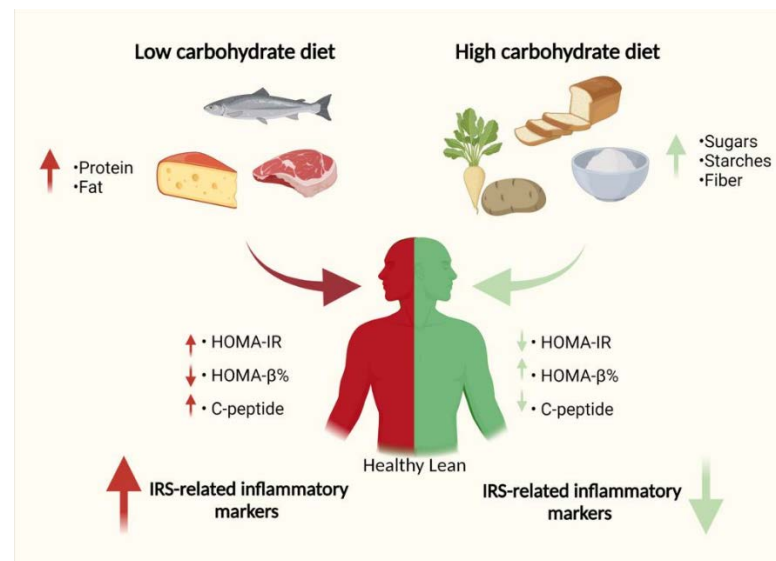 Low carbohydrate diet
High carbohydrate diet
•Protein
•Fat
•Sugars
•Starches
•Fiber
• HOMA-IR
• HOMA-β%
• C-peptide
• HOMA-IR
• HOMA-β%
• C-peptide
Healthy Lean
IRS-related inflammatory
markers
IRS-related inflammatory
markers